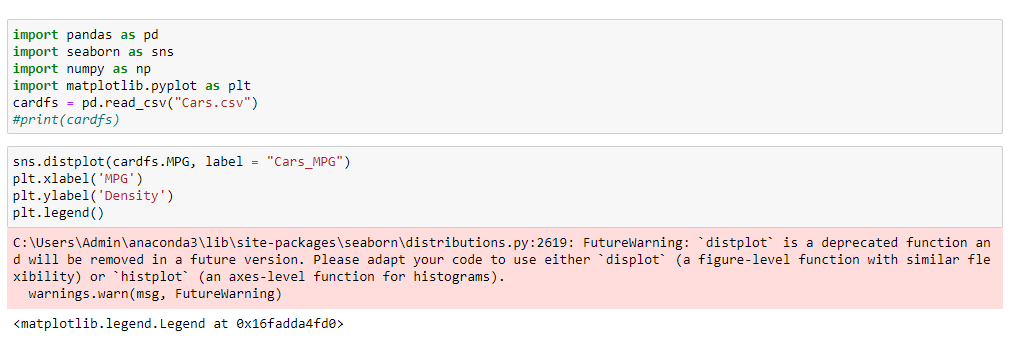 import pandas as pd
import seaborn as sns
import numpy as np
import matplotlib.pyplot as plt
cardfs = pd.read_csv("Cars.csv")
#print(cardfs)
sns.distplot(cardfs.MPG, label = "Cars_MPG")
plt.xlabel('MPG')
plt.ylabel('Density')
plt.legend()
C:\Users\Admin\anaconda3\lib\site-packages\seaborn\distributions.py:2619: FutureWarning: `distplot` is a deprecated function an
d will be removed in a future version. Please adapt your code to use either `displot` (a figure-level function with similar fle
xibility) or `histplot` (an axes-level function for histograms).
  warnings.warn(msg, FutureWarning)
<matplotlib.legend.Legend at 0x16fadda4fd0>